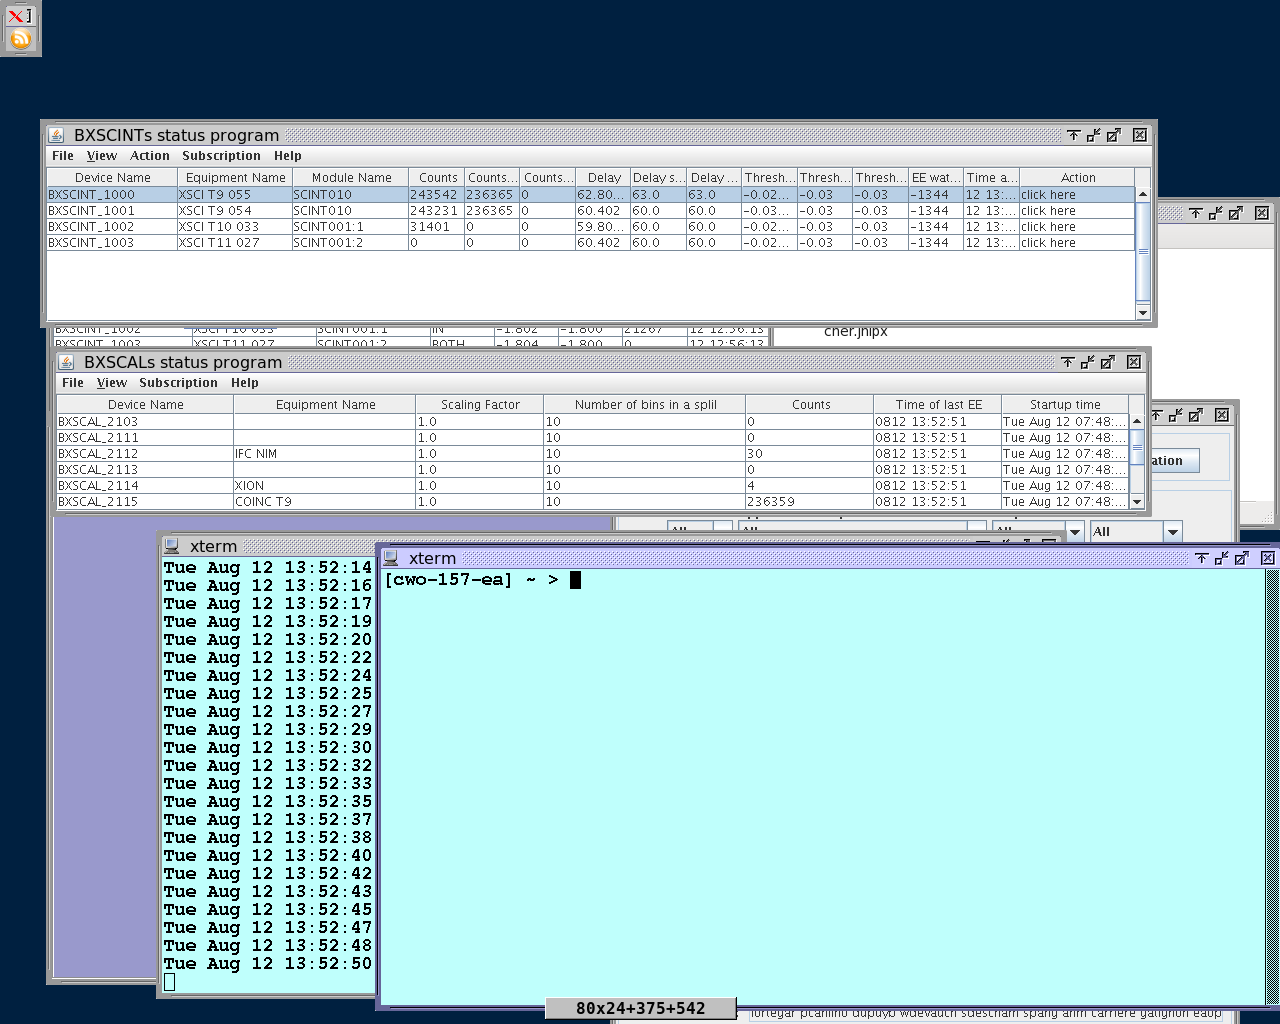 BXSCINTs status program
File View Action Subscription Help
Device Name Equipment Name Module Name Counts Counts... Counts... Delay Delay s... Delay ... Thresh... Thresh... Thresh... EE wat... Time a... Action
BXSCINT_1000 XSCI T9 055 SCINT010 243542 236365 0 62.80... 63.0 63.0 -0.02... -0.03 -0.03 -1344 12 13:... click here
BXSCINT_1001 XSCI T9 054 SCINT010 243231 236365 0 60.402 60.0 60.0 -0.03... -0.03 -0.03 -1344 12 13:... click here
BXSCINT_1002 XSCI T10 033 SCINT001:1 31401 0 59.80... 60.0 60.0 -0.02... -0.03 -0.03 -1344 12 13:... click here
BXSCINT_1003 XSCI T11 027 SCINT001:2 0 0 60.402 60.0 60.0 -0.02... -0.03 -0.03 -1344 12 13:... click here
BXSCINT_1002 XSCI T10 033 SCINT001:1 IN -1.802 -1.800 21267 12 12:56:13
cher.jnlpx
BXSCINT_1003 XSCI T11 027 SCINT001:2 BOTH -1.804 -1.800 0 12 12:56:13
BXSCALs status program
File View Subscription Help
Device Name Equipment Name Scaling Factor Number of bins in a splil Counts Time of last EE Startup time
BXSCAL_2103 1.0 10 0 0812 13:52:51 Tue Aug 12 07:48:...
BXSCAL_2111 1.0 10 0 0812 13:52:51 Tue Aug 12 07:48:...
BXSCAL_2112 IFC NIM 1.0 10 30 0812 13:52:51 Tue Aug 12 07:48:...
BXSCAL_2113 1.0 10 0 0812 13:52:51 Tue Aug 12 07:48:...
BXSCAL_2114 XION 1.0 10 4 0812 13:52:51 Tue Aug 12 07:48:...
BXSCAL_2115 COINC T9 1.0 10 236359 0812 13:52:51 Tue Aug 12 07:48:...
ation
All All All All
xterm
Tue Aug 12 13:52:14
Tue Aug 12 13:52:16
Tue Aug 12 13:52:17
Tue Aug 12 13:52:19
Tue Aug 12 13:52:20
Tue Aug 12 13:52:22
Tue Aug 12 13:52:24
Tue Aug 12 13:52:25
Tue Aug 12 13:52:27
Tue Aug 12 13:52:29
Tue Aug 12 13:52:30
Tue Aug 12 13:52:32
Tue Aug 12 13:52:33
Tue Aug 12 13:52:35
Tue Aug 12 13:52:37
Tue Aug 12 13:52:38
Tue Aug 12 13:52:40
Tue Aug 12 13:52:42
Tue Aug 12 13:52:43
Tue Aug 12 13:52:45
Tue Aug 12 13:52:47
Tue Aug 12 13:52:48
Tue Aug 12 13:52:50
xterm
[cwo-157-ea] ~ >
80x24+375+542